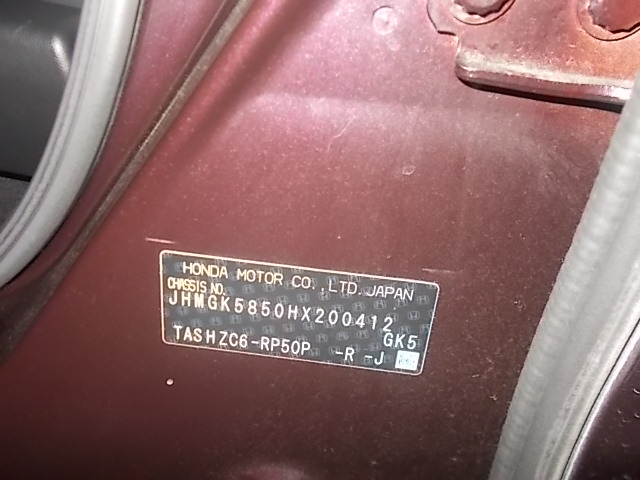 HONDA MOTOR CO.,LTD.JAPAN
CHASSIS NO.
JHMGK5850HX200412
GK5
TASHZC6-RP50P -R -J